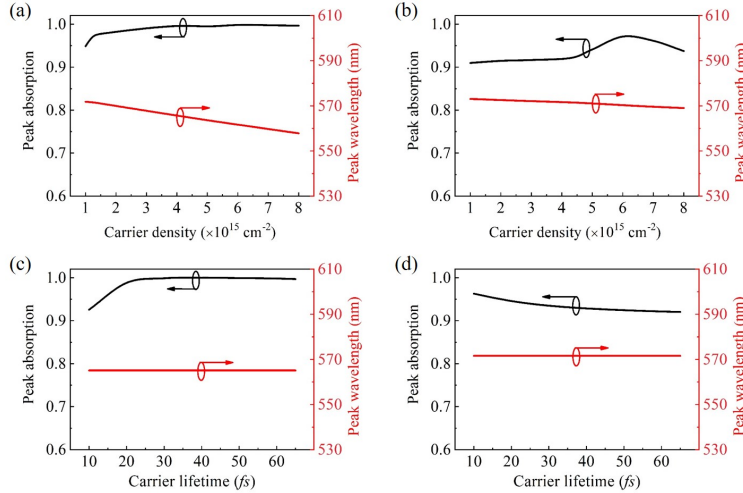 (a)
1.0
0.9
0.8
0.7
0.6
Peak absorption
1 2 3 4 5 6 7 8
Carrier density (×10¹⁵ cm⁻²)
610
590
570
550
530
Peak wavelength (nm)
(b)
1.0
0.9
0.8
0.7
0.6
Peak absorption
1 2 3 4 5 6 7 8
Carrier density (×10¹⁵ cm⁻²)
610
590
570
550
530
Peak wavelength (nm)
(c)
1.0
0.9
0.8
0.7
0.6
Peak absorption
10 20 30 40 50 60
Carrier lifetime (fs)
610
590
570
550
530
Peak wavelength (nm)
(d)
1.0
0.9
0.8
0.7
0.6
Peak absorption
10 20 30 40 50 60
Carrier lifetime (fs)
610
590
570
550
530
Peak wavelength (nm)